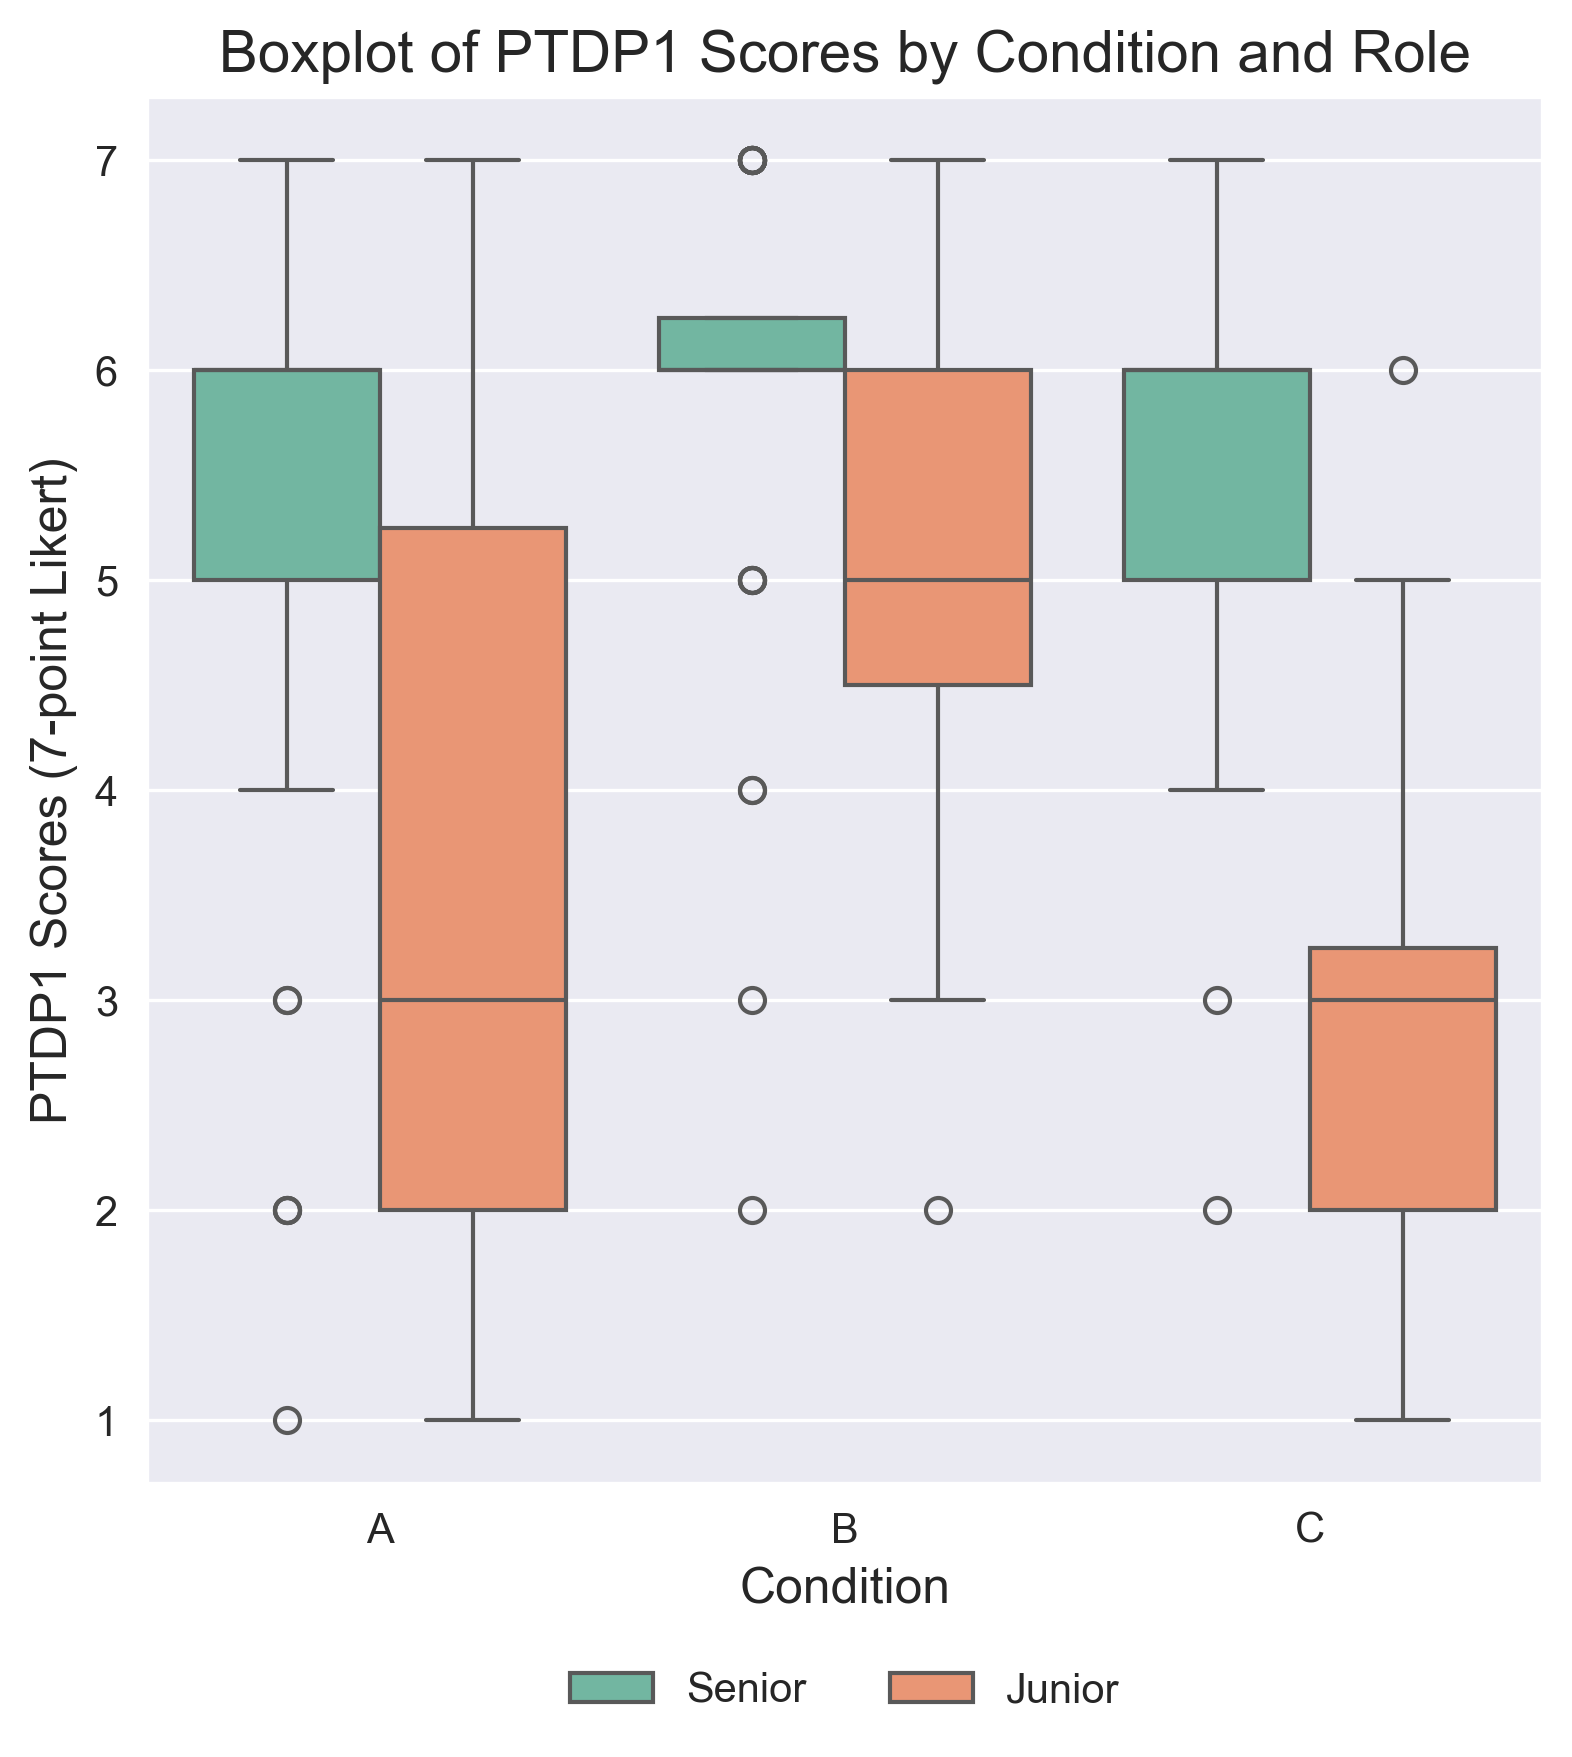 Boxplot of PTDP1 Scores by Condition and Role
PTDP1 Scores (7-point Likert)
7
6
5
4
3
2
1
A B C
Condition
Senior Junior